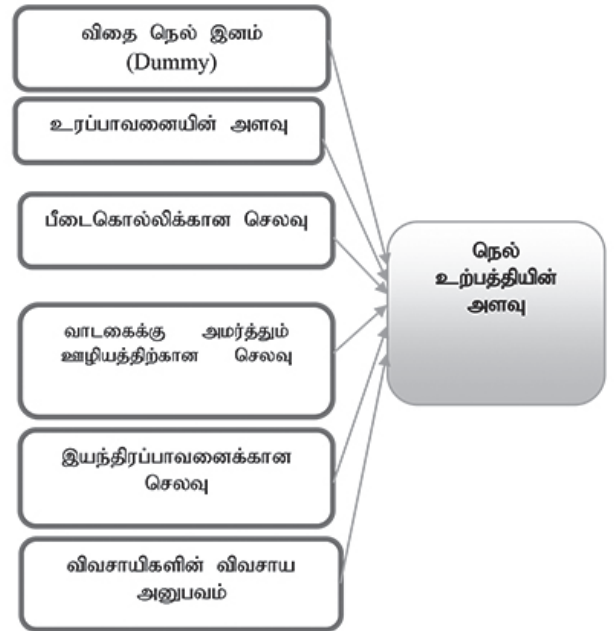 விதை நெல் இனம்
(Dummy)
உரப்பாவனையின் அளவு
பீடைகொல்லிக்கான செலவு
வாடகைக்கு அமர்த்தும்
ஊழியத்திற்கான செலவு
இயந்திரப்பாவனைக்கான
செலவு
விவசாயிகளின் விவசாய
அனுபவம்
நெல்
உற்பத்தியின்
அளவு